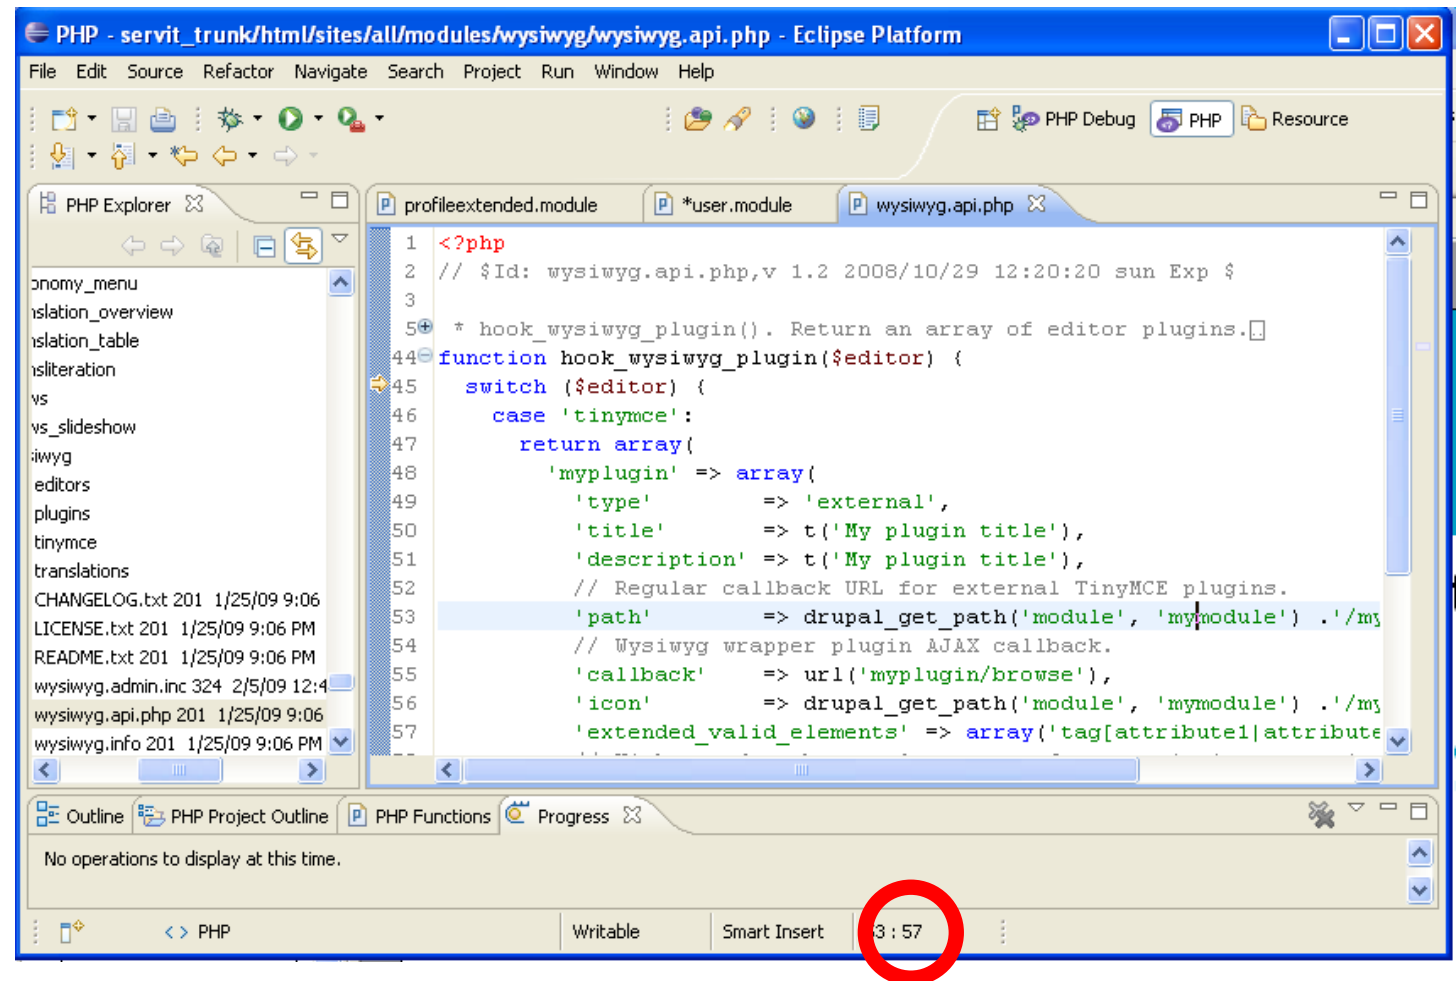 PHP - servit_trunk/html/sites/all/modules/wysiwyg/wysiwyg.api.php - Eclipse Platform
File Edit Source Refactor Navigate Search Project Run Window Help
PHP Debug PHP Resource
PHP Explorer
onomy_menu
nslation_overview
nslation_table
nsliteration
ws
ws_slideshow
siwyg
editors
plugins
tinymce
translations
CHANGELOG.txt 201 1/25/09 9:06
LICENSE.txt 201 1/25/09 9:06 PM
README.txt 201 1/25/09 9:06 PM
wysiwyg.admin.inc 324 2/5/09 12:4
wysiwyg.api.php 201 1/25/09 9:06
wysiwyg.info 201 1/25/09 9:06 PM
profileextended.module *user.module wysiwyg.api.php
1 <?php
2 // $Id: wysiwyg.api.php,v 1.2 2008/10/29 12:20:20 sun Exp $
3
5 * hook_wysiwyg_plugin(). Return an array of editor plugins.
44 function hook_wysiwyg_plugin($editor) {
45 switch ($editor) {
46 case 'tinymce':
47 return array(
48 'myplugin' => array(
49 'type' => 'external',
50 'title' => t('My plugin title'),
51 'description' => t('My plugin title'),
52 // Regular callback URL for external TinyMCE plugins.
53 'path' => drupal_get_path('module', 'mymodule') .'/my
54 // Wysiwyg wrapper plugin AJAX callback.
55 'callback' => url('myplugin/browse'),
56 'icon' => drupal_get_path('module', 'mymodule') .'/my
57 'extended_valid_elements' => array('tag[attribute1|attribute
Outline PHP Project Outline PHP Functions Progress
No operations to display at this time.
PHP Writable Smart Insert 53 : 57